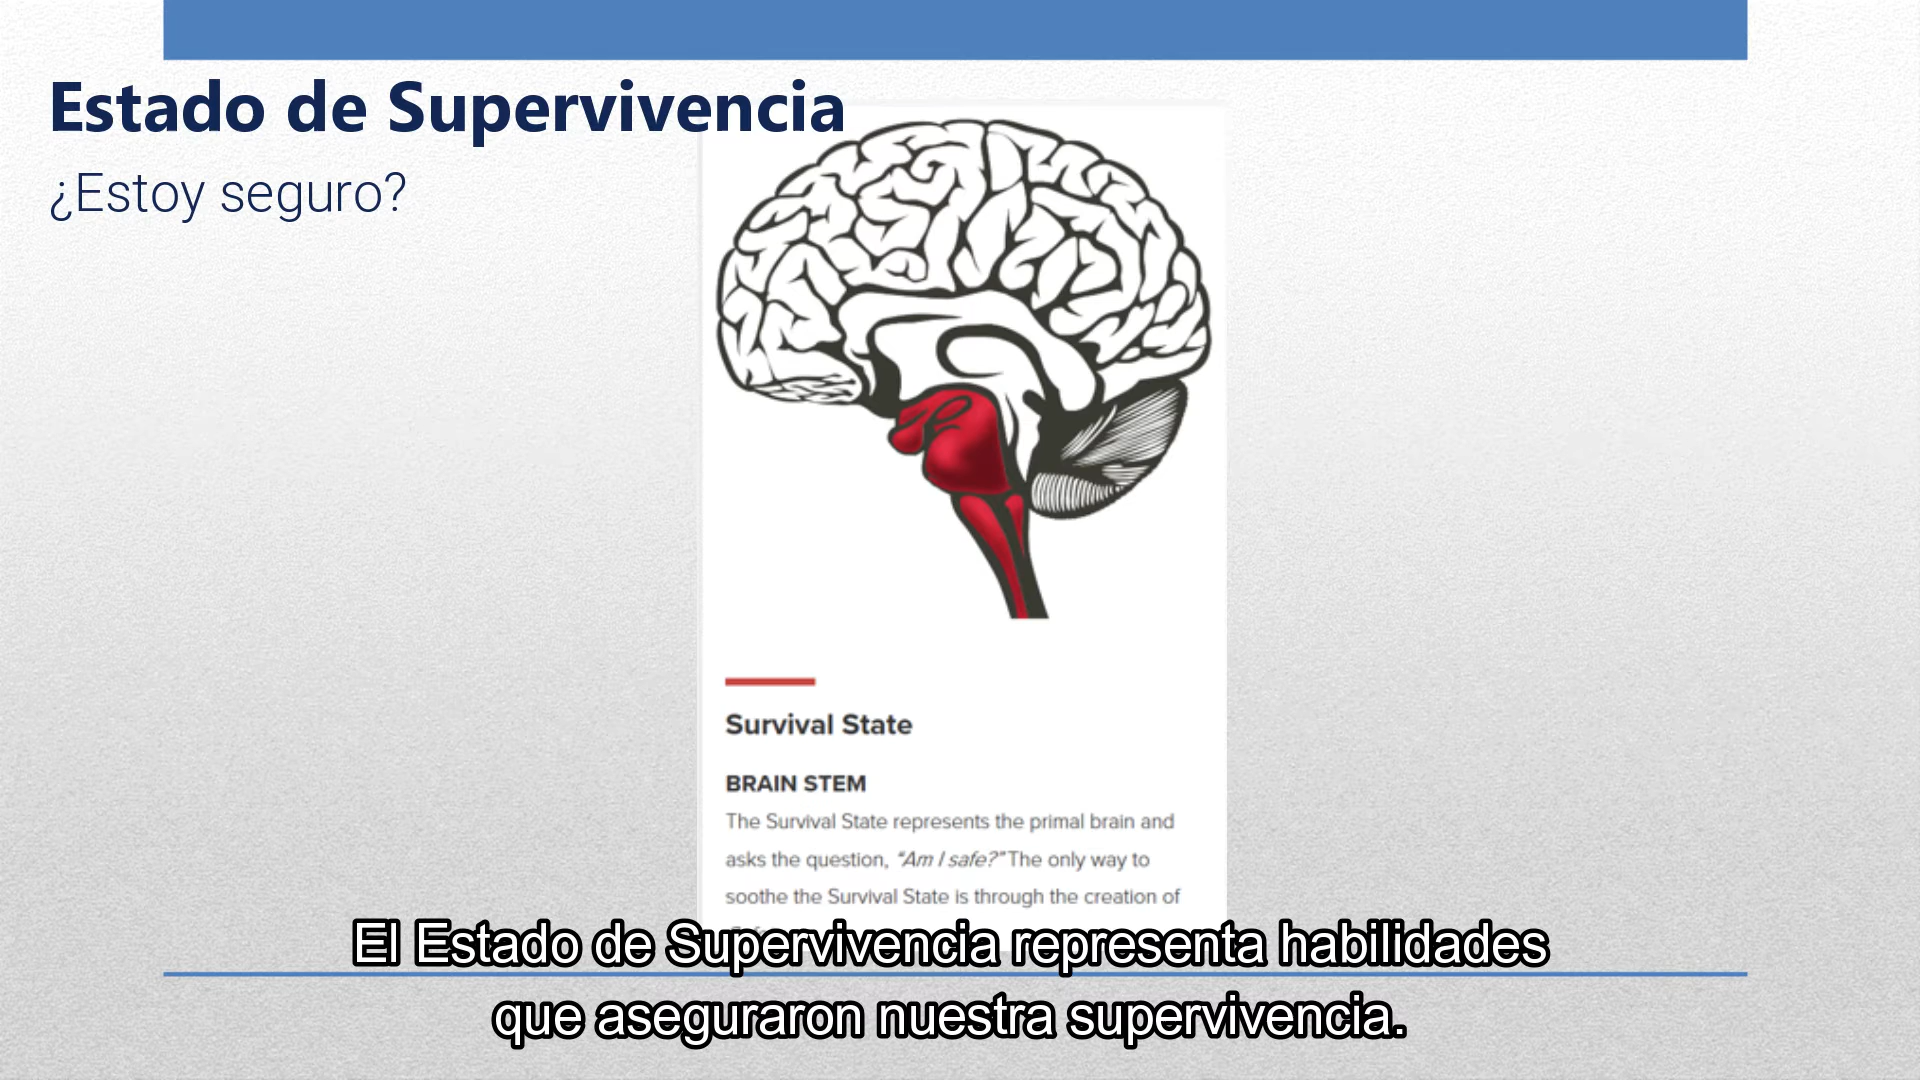 Estado de Supervivencia
¿Estoy seguro?
Survival State
BRAIN STEM
The Survival State represents the primal brain and
asks the question, “Am I safe?” The only way to
soothe the Survival State is through the creation of
El Estado de Supervivencia representa habilidades
que aseguraron nuestra supervivencia.